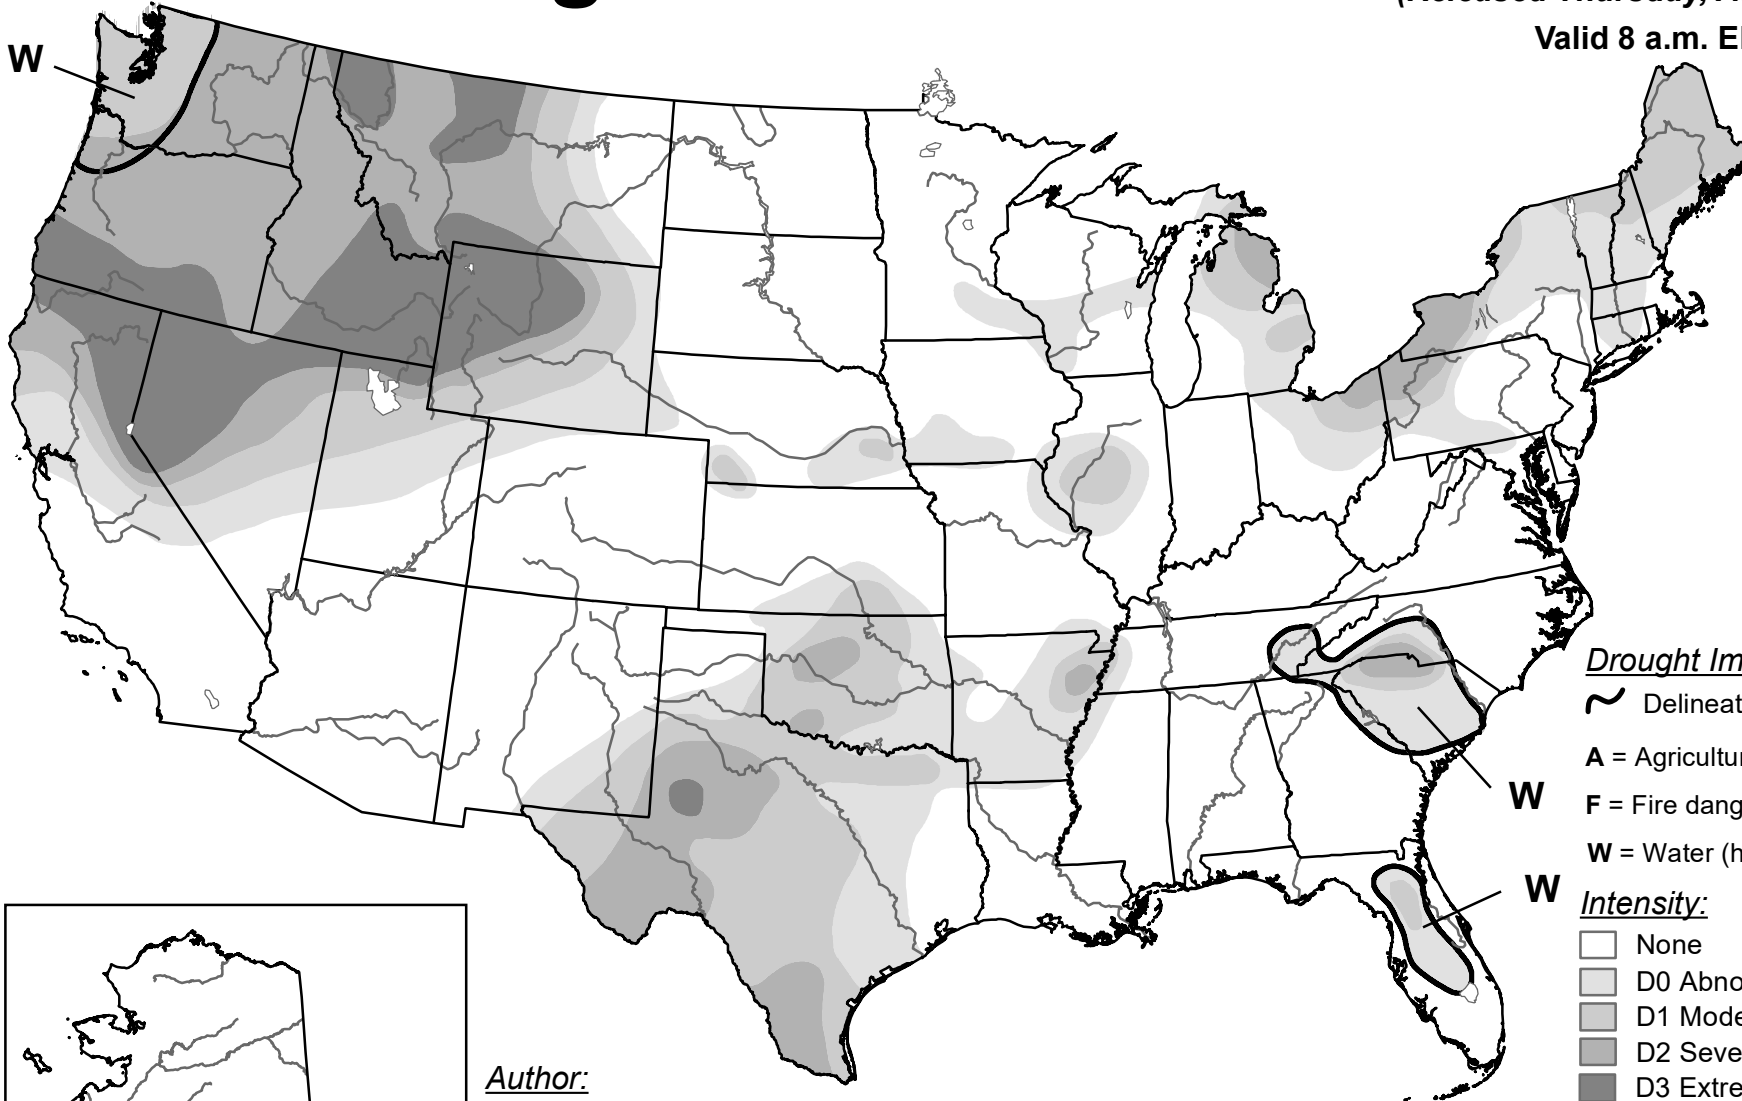 Valid 8 a.m.
W
Drought
Delineat
A = Agricultur
W
F = Fire dang
W = Water (h
W
Intensity:
None
D0 Abno
D1 Mode
D2 Seve
D3 Extre
Author: